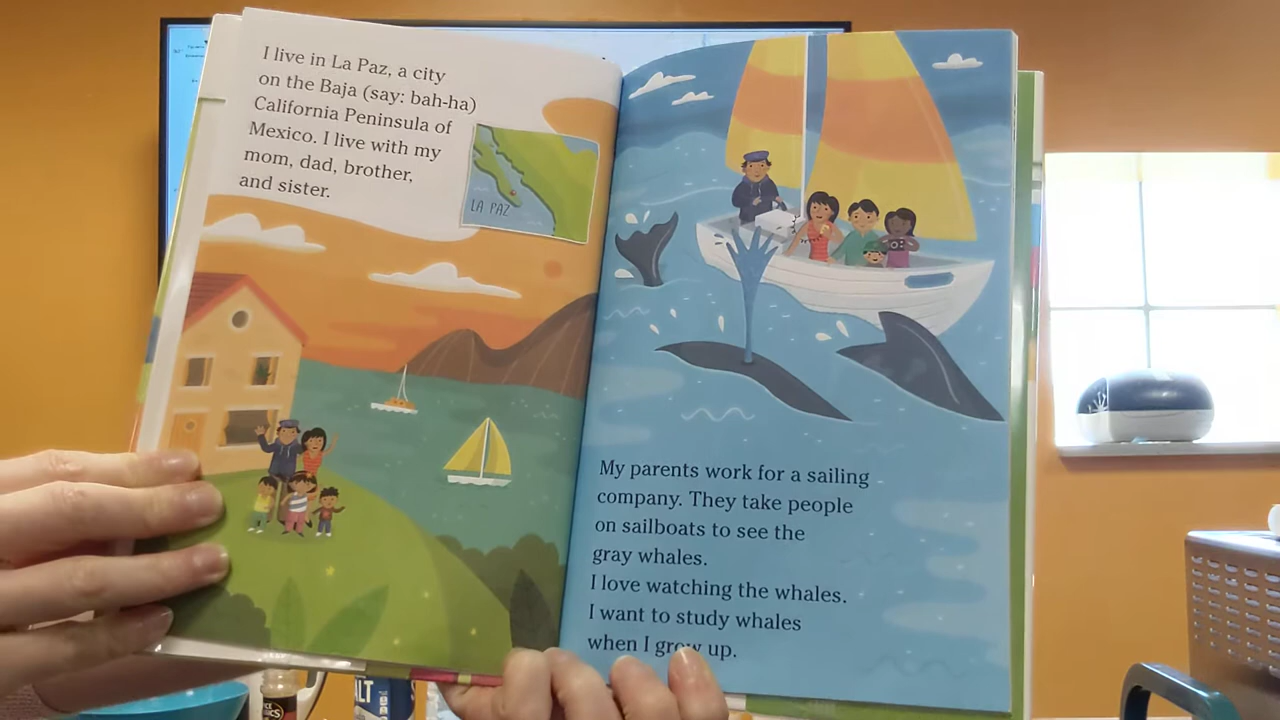 I live in La Paz, a city
on the Baja (say: bah-ha)
California Peninsula of
Mexico. I live with my
mom, dad, brother,
and sister.
LA PAZ
My parents work for a sailing
company. They take people
on sailboats to see the
gray whales.
I love watching the whales.
I want to study whales
when I grow up.